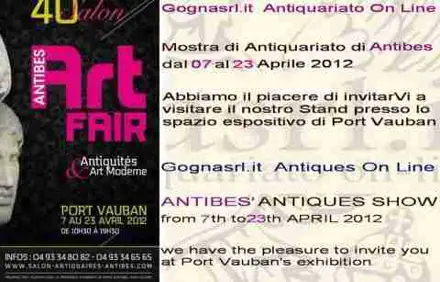 40 Salon
ANTIBES
Art
FAIR
Antiquités
& Art Moderne
PORT VAUBAN
7 AU 23 AVRIL 2012
DE 10H30 À 19H30
INFOS : 04 93 34 80 82 - 04 93 34 65 65
WWW.SALON-ANTIQUAIRES-ANTIBES.COM
Gognasrl.it Antiquariato On Line
Mostra di Antiquariato di Antibes
dal 07 al 23 Aprile 2012
Abbiamo il piacere di invitarVi a
visitare il nostro Stand presso lo
spazio espositivo di Port Vauban
Gognasrl.it Antiques On Line
ANTIBES' ANTIQUES SHOW
from 7th to23th APRIL 2012
we have the pleasure to invite you
at Port Vauban's exhibition